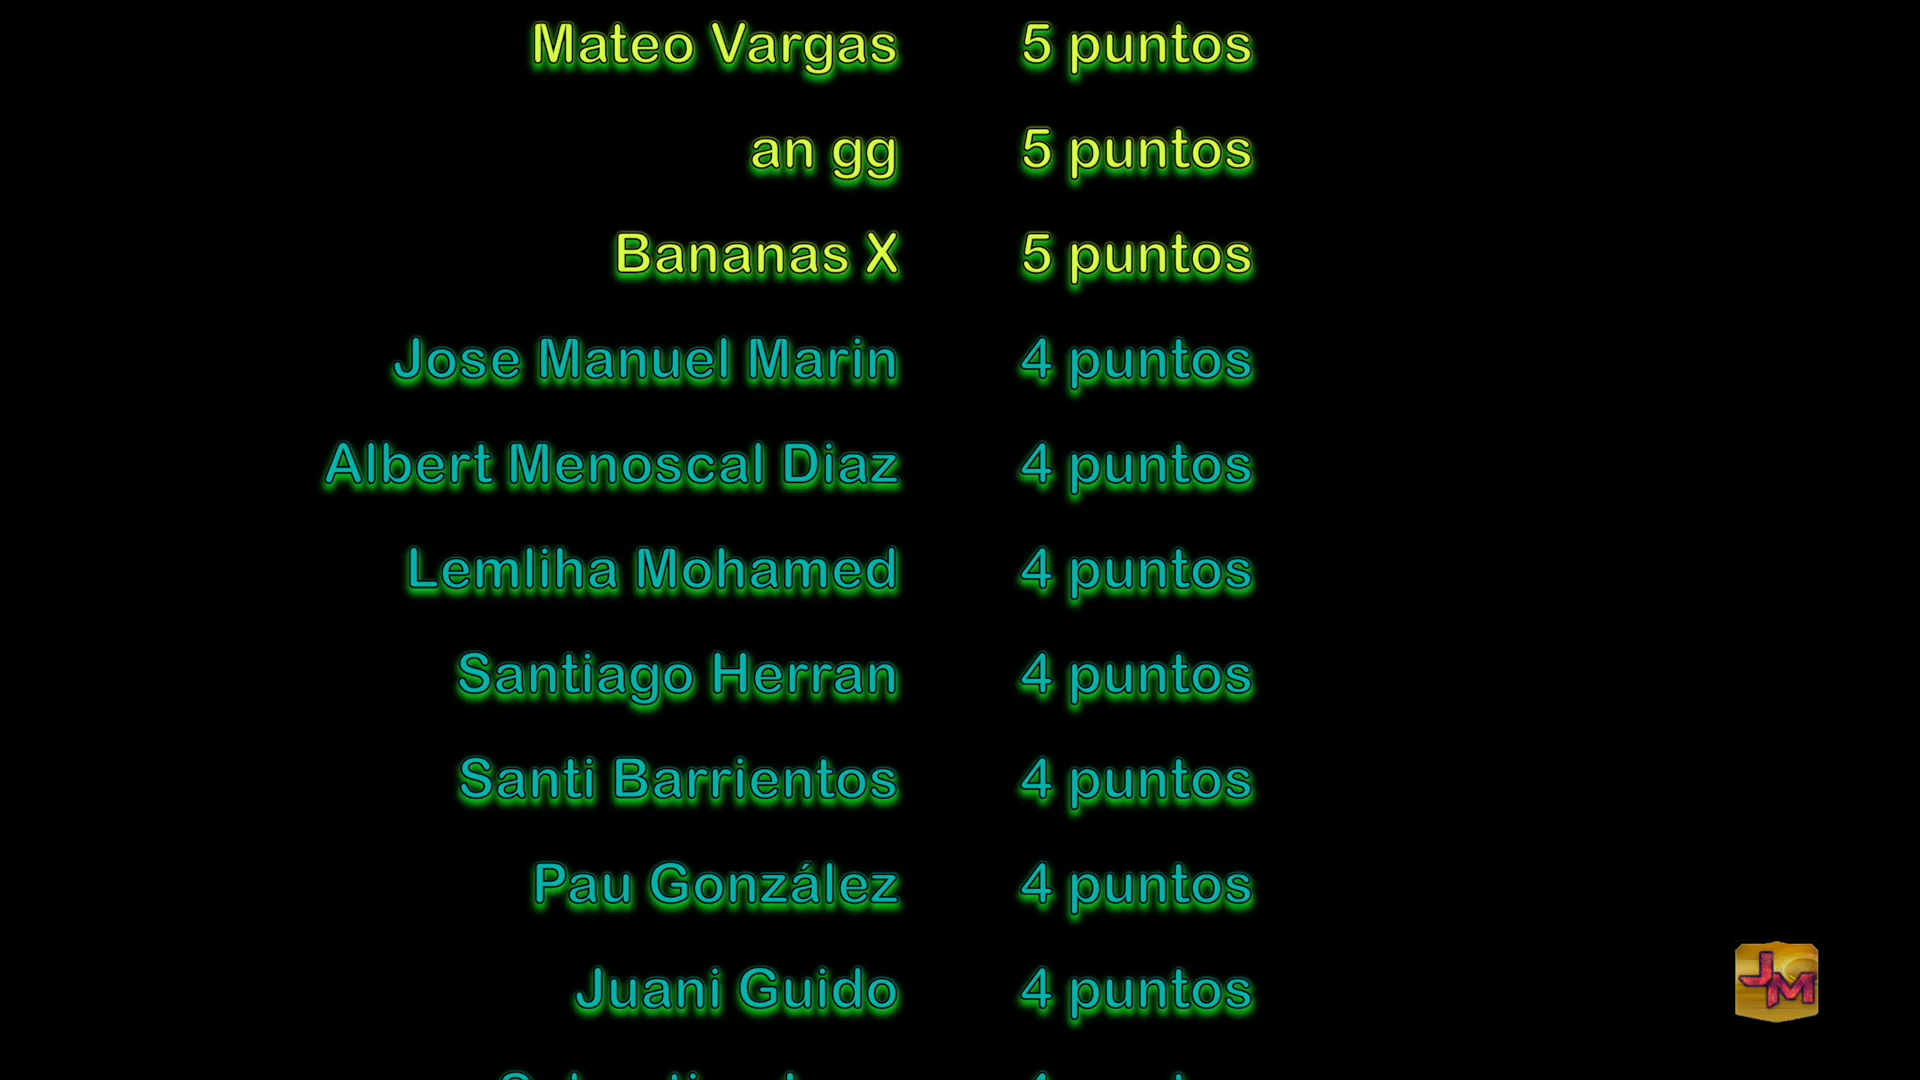 Mateo Vargas 5 puntos
an gg 5 puntos
Bananas X 5 puntos
Jose Manuel Marin 4 puntos
Albert Menoscal Diaz 4 puntos
Lemliha Mohamed 4 puntos
Santiago Herran 4 puntos
Santi Barrientos 4 puntos
Pau González 4 puntos
Juani Guido 4 puntos
JM